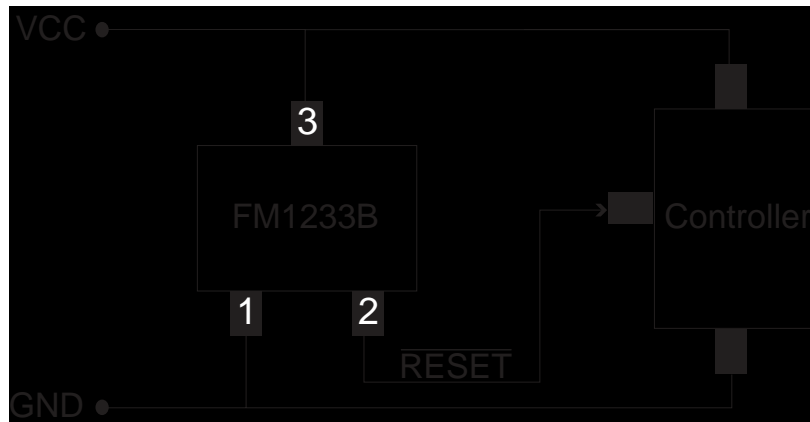 VCC
3
FM1233B
Controller
1
2
RESET
GND